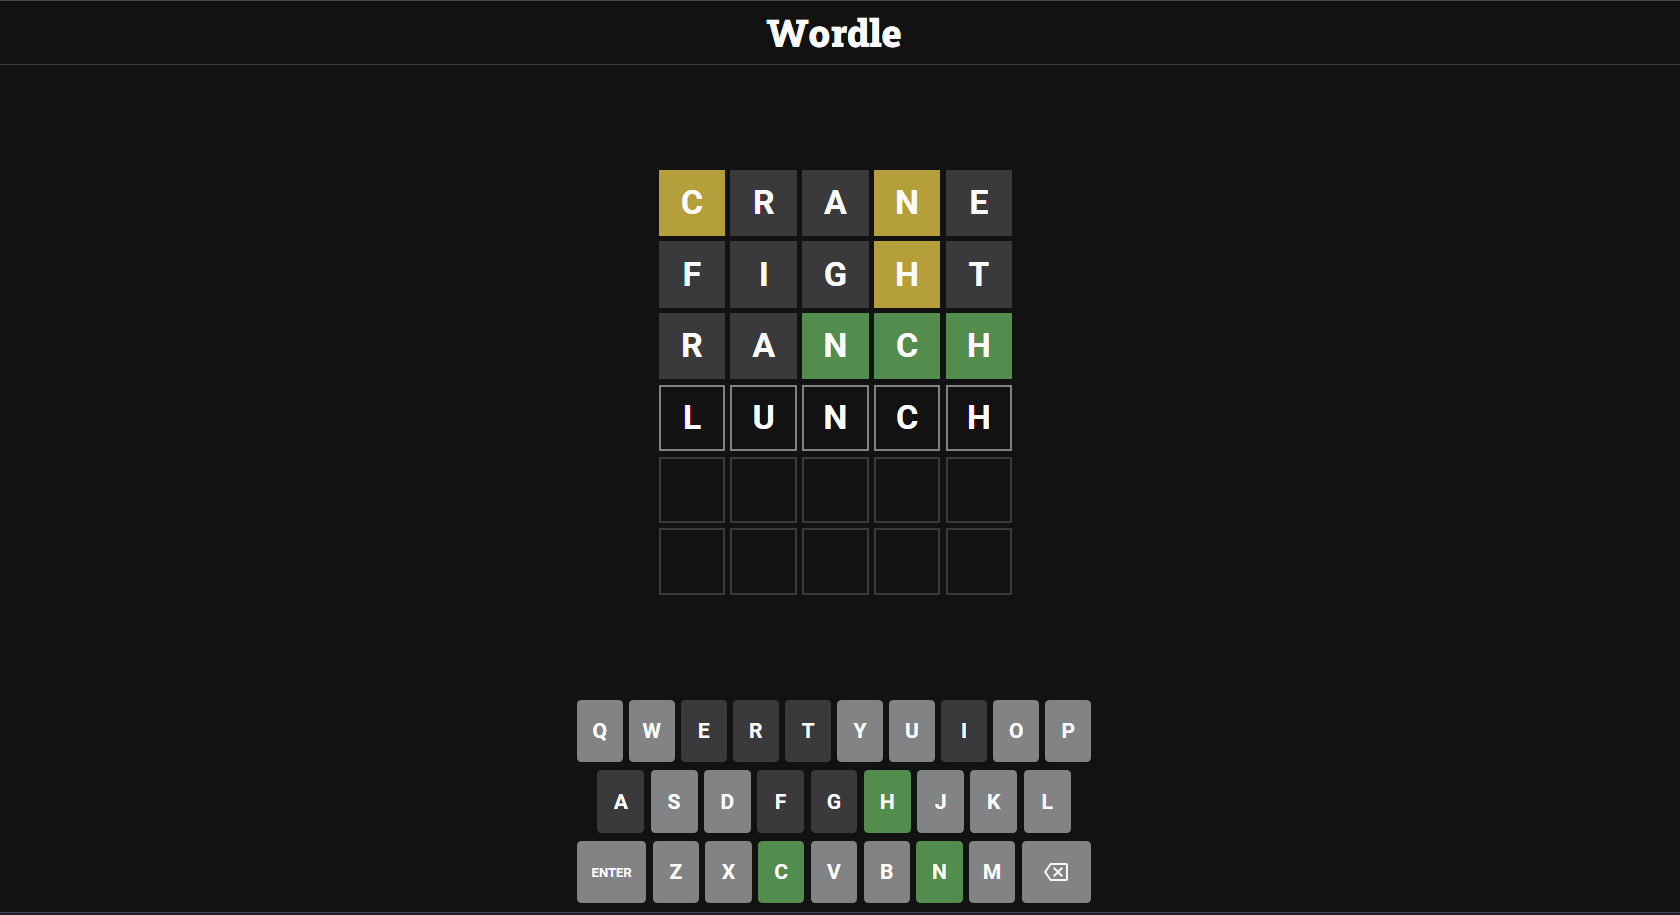 Wordle
C R A N E
F I G H T
R A N C H
L U N C H
Q W E R T Y U I O P
A S D F G H J K L
ENTER Z X C V B N M